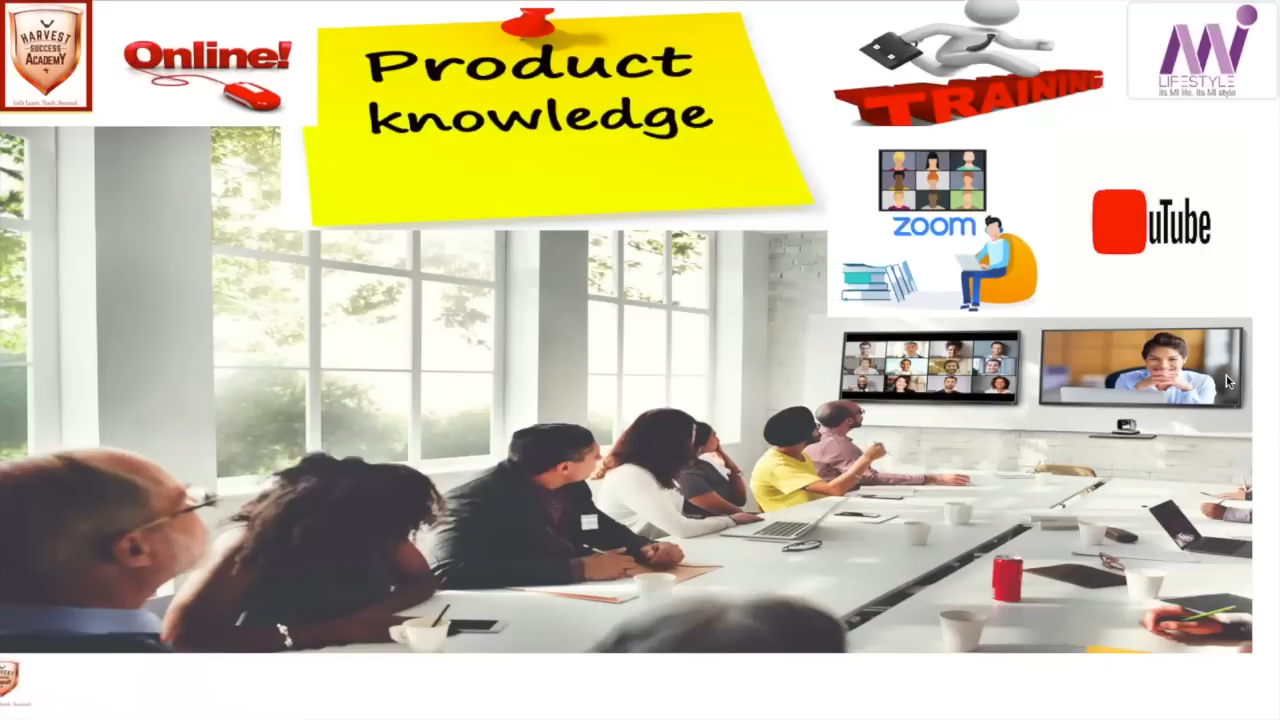 HARVEST
SUCCESS
ACADEMY
Let's Learn, Teach, Succeed.
Online!
Product
knowledge
TRAINING
Mi
LIFESTYLE
its Mi life. its Mi style
zoom
uTube